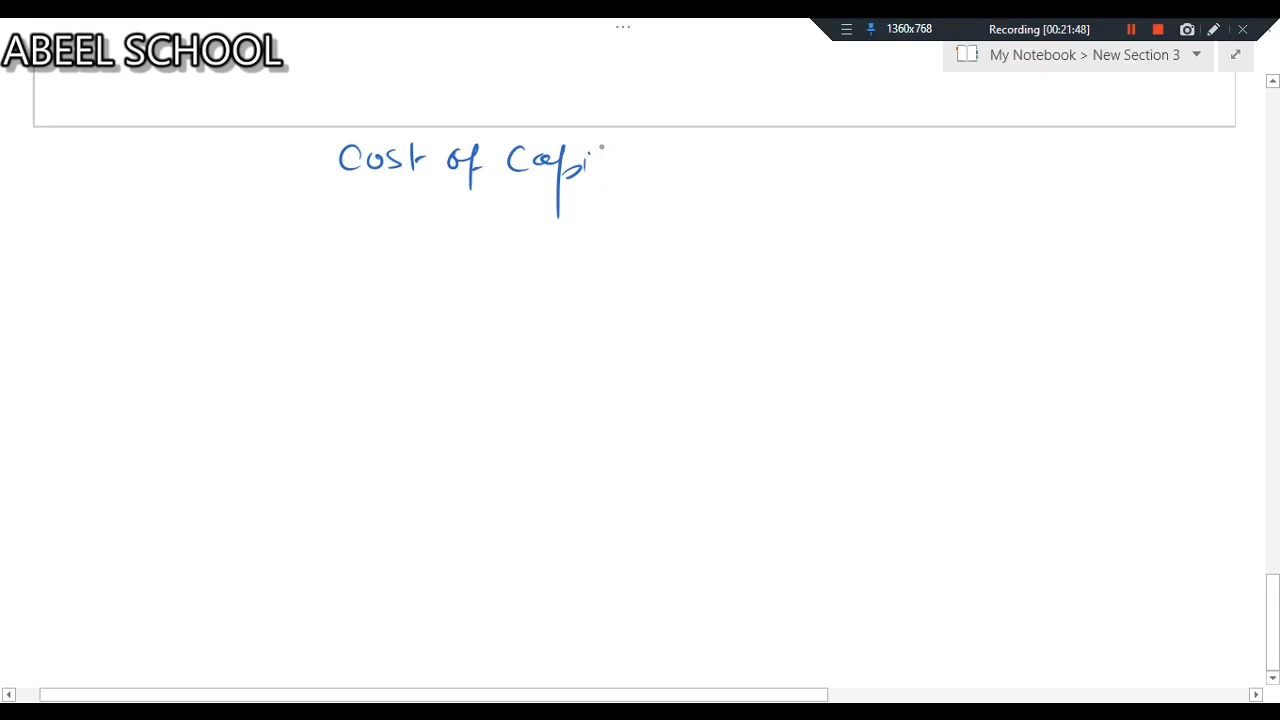 ABEEL SCHOOL
1360x768
Recording [00:21:48]
My Notebook > New Section 3
Cost of Capi